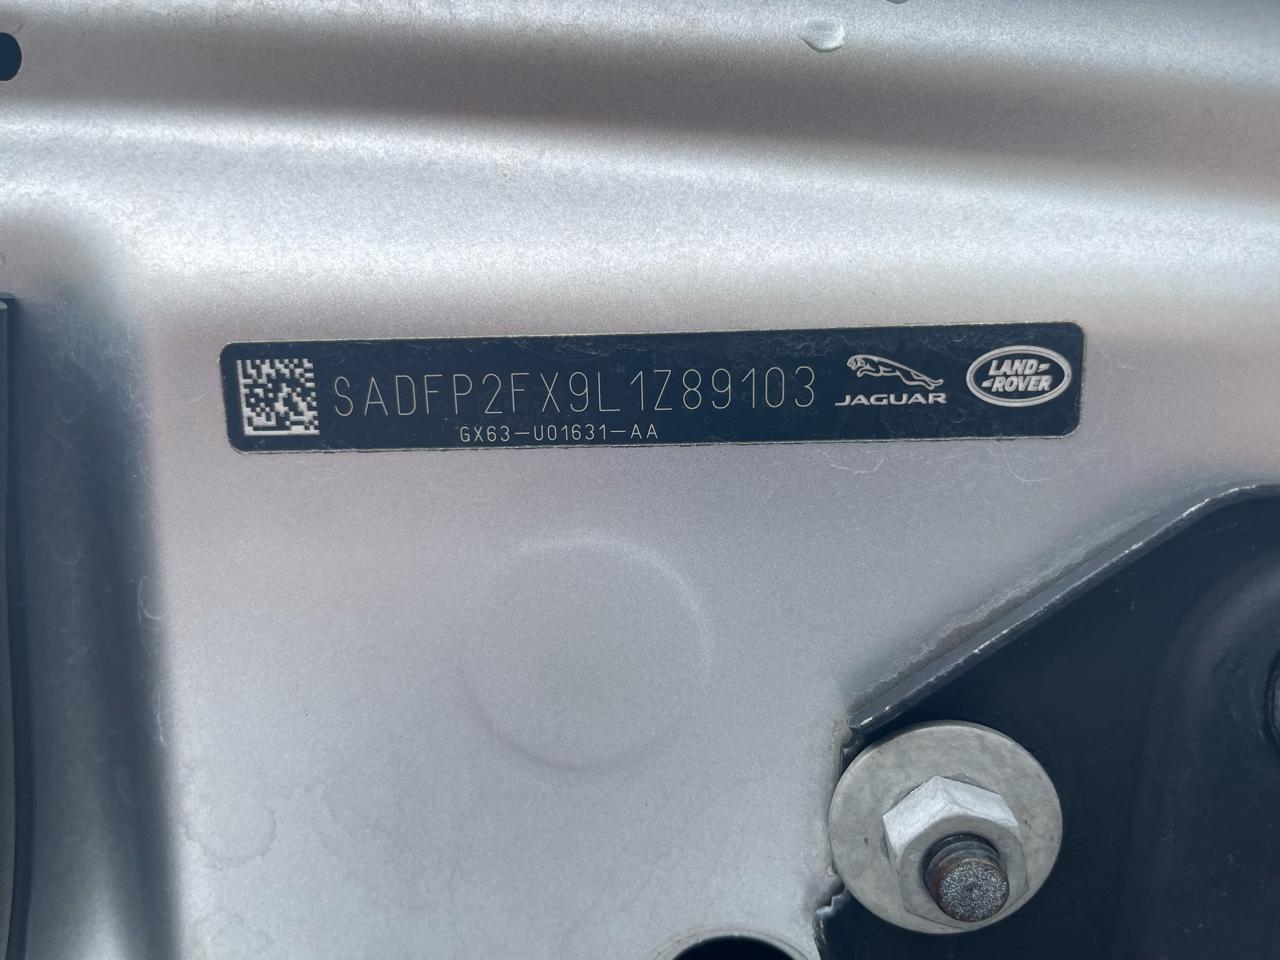 SADFP2FX9L1Z89103
GX63-U01631-AA
JAGUAR
LAND-
-ROVER